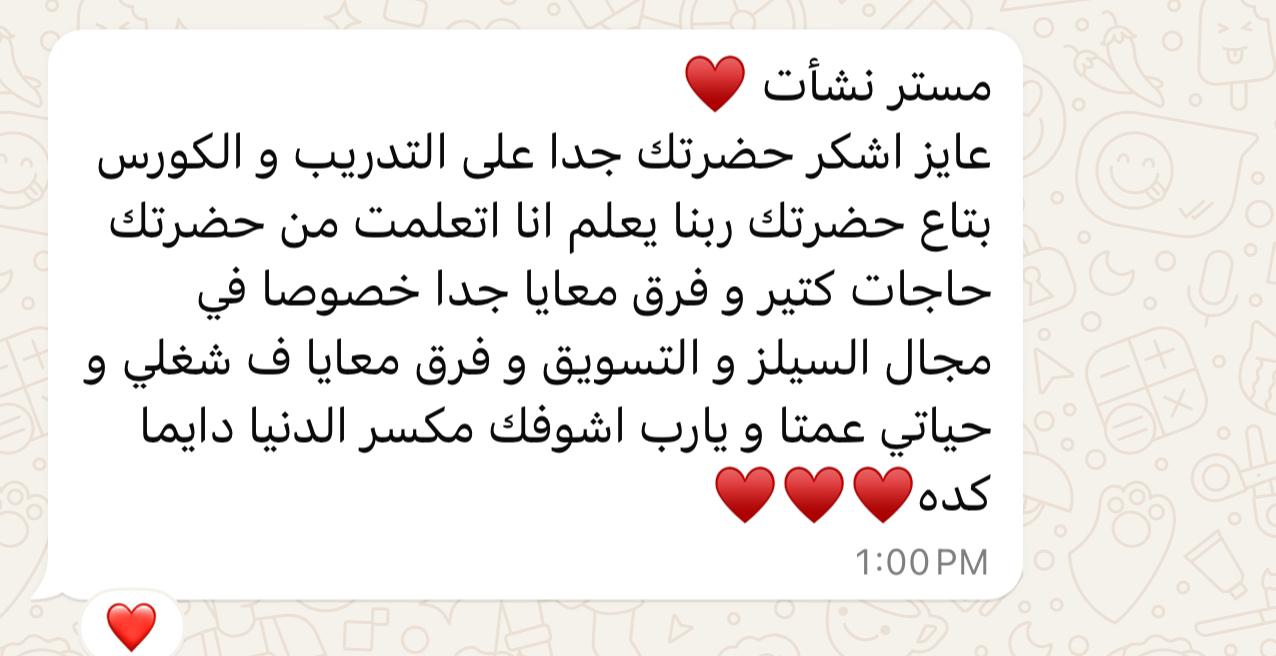 مستر نشأت ♥️
عايز اشكر حضرتك جدا على التدريب و الكورس
بتاع حضرتك ربنا يعلم انا اتعلمت من حضرتك
حاجات كتير و فرق معايا جدا خصوصا في
مجال السيلز و التسويق و فرق معايا ف شغلي و
حياتي عمتا و يارب اشوفك مكسر الدنيا دايما
كده♥️♥️♥️
1:00 PM
❤️